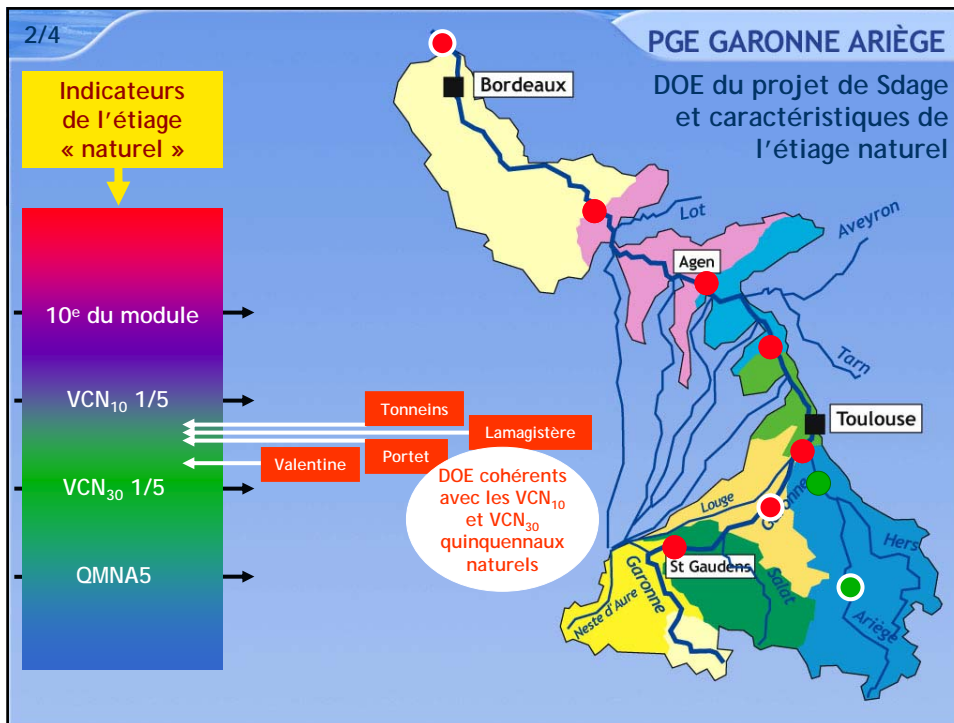 2/4
PGE GARONNE ARIÈGE
DOE du projet de Sdage
et caractéristiques de
l'étiage naturel
Indicateurs
de l'étiage
« naturel »
10e du module
VCN10 1/5
VCN30 1/5
QMNA5
Tonneins
Lamagistère
Portet
Valentine
DOE cohérents
avec les VCN10
et VCN30
quinquennaux
naturels
Bordeaux
Lot
Aveyron
Agen
Tarn
Toulouse
Louge
Garonne
Hers
St Gaudens
Salat
Garonne
Neste d'Aure
Ariège